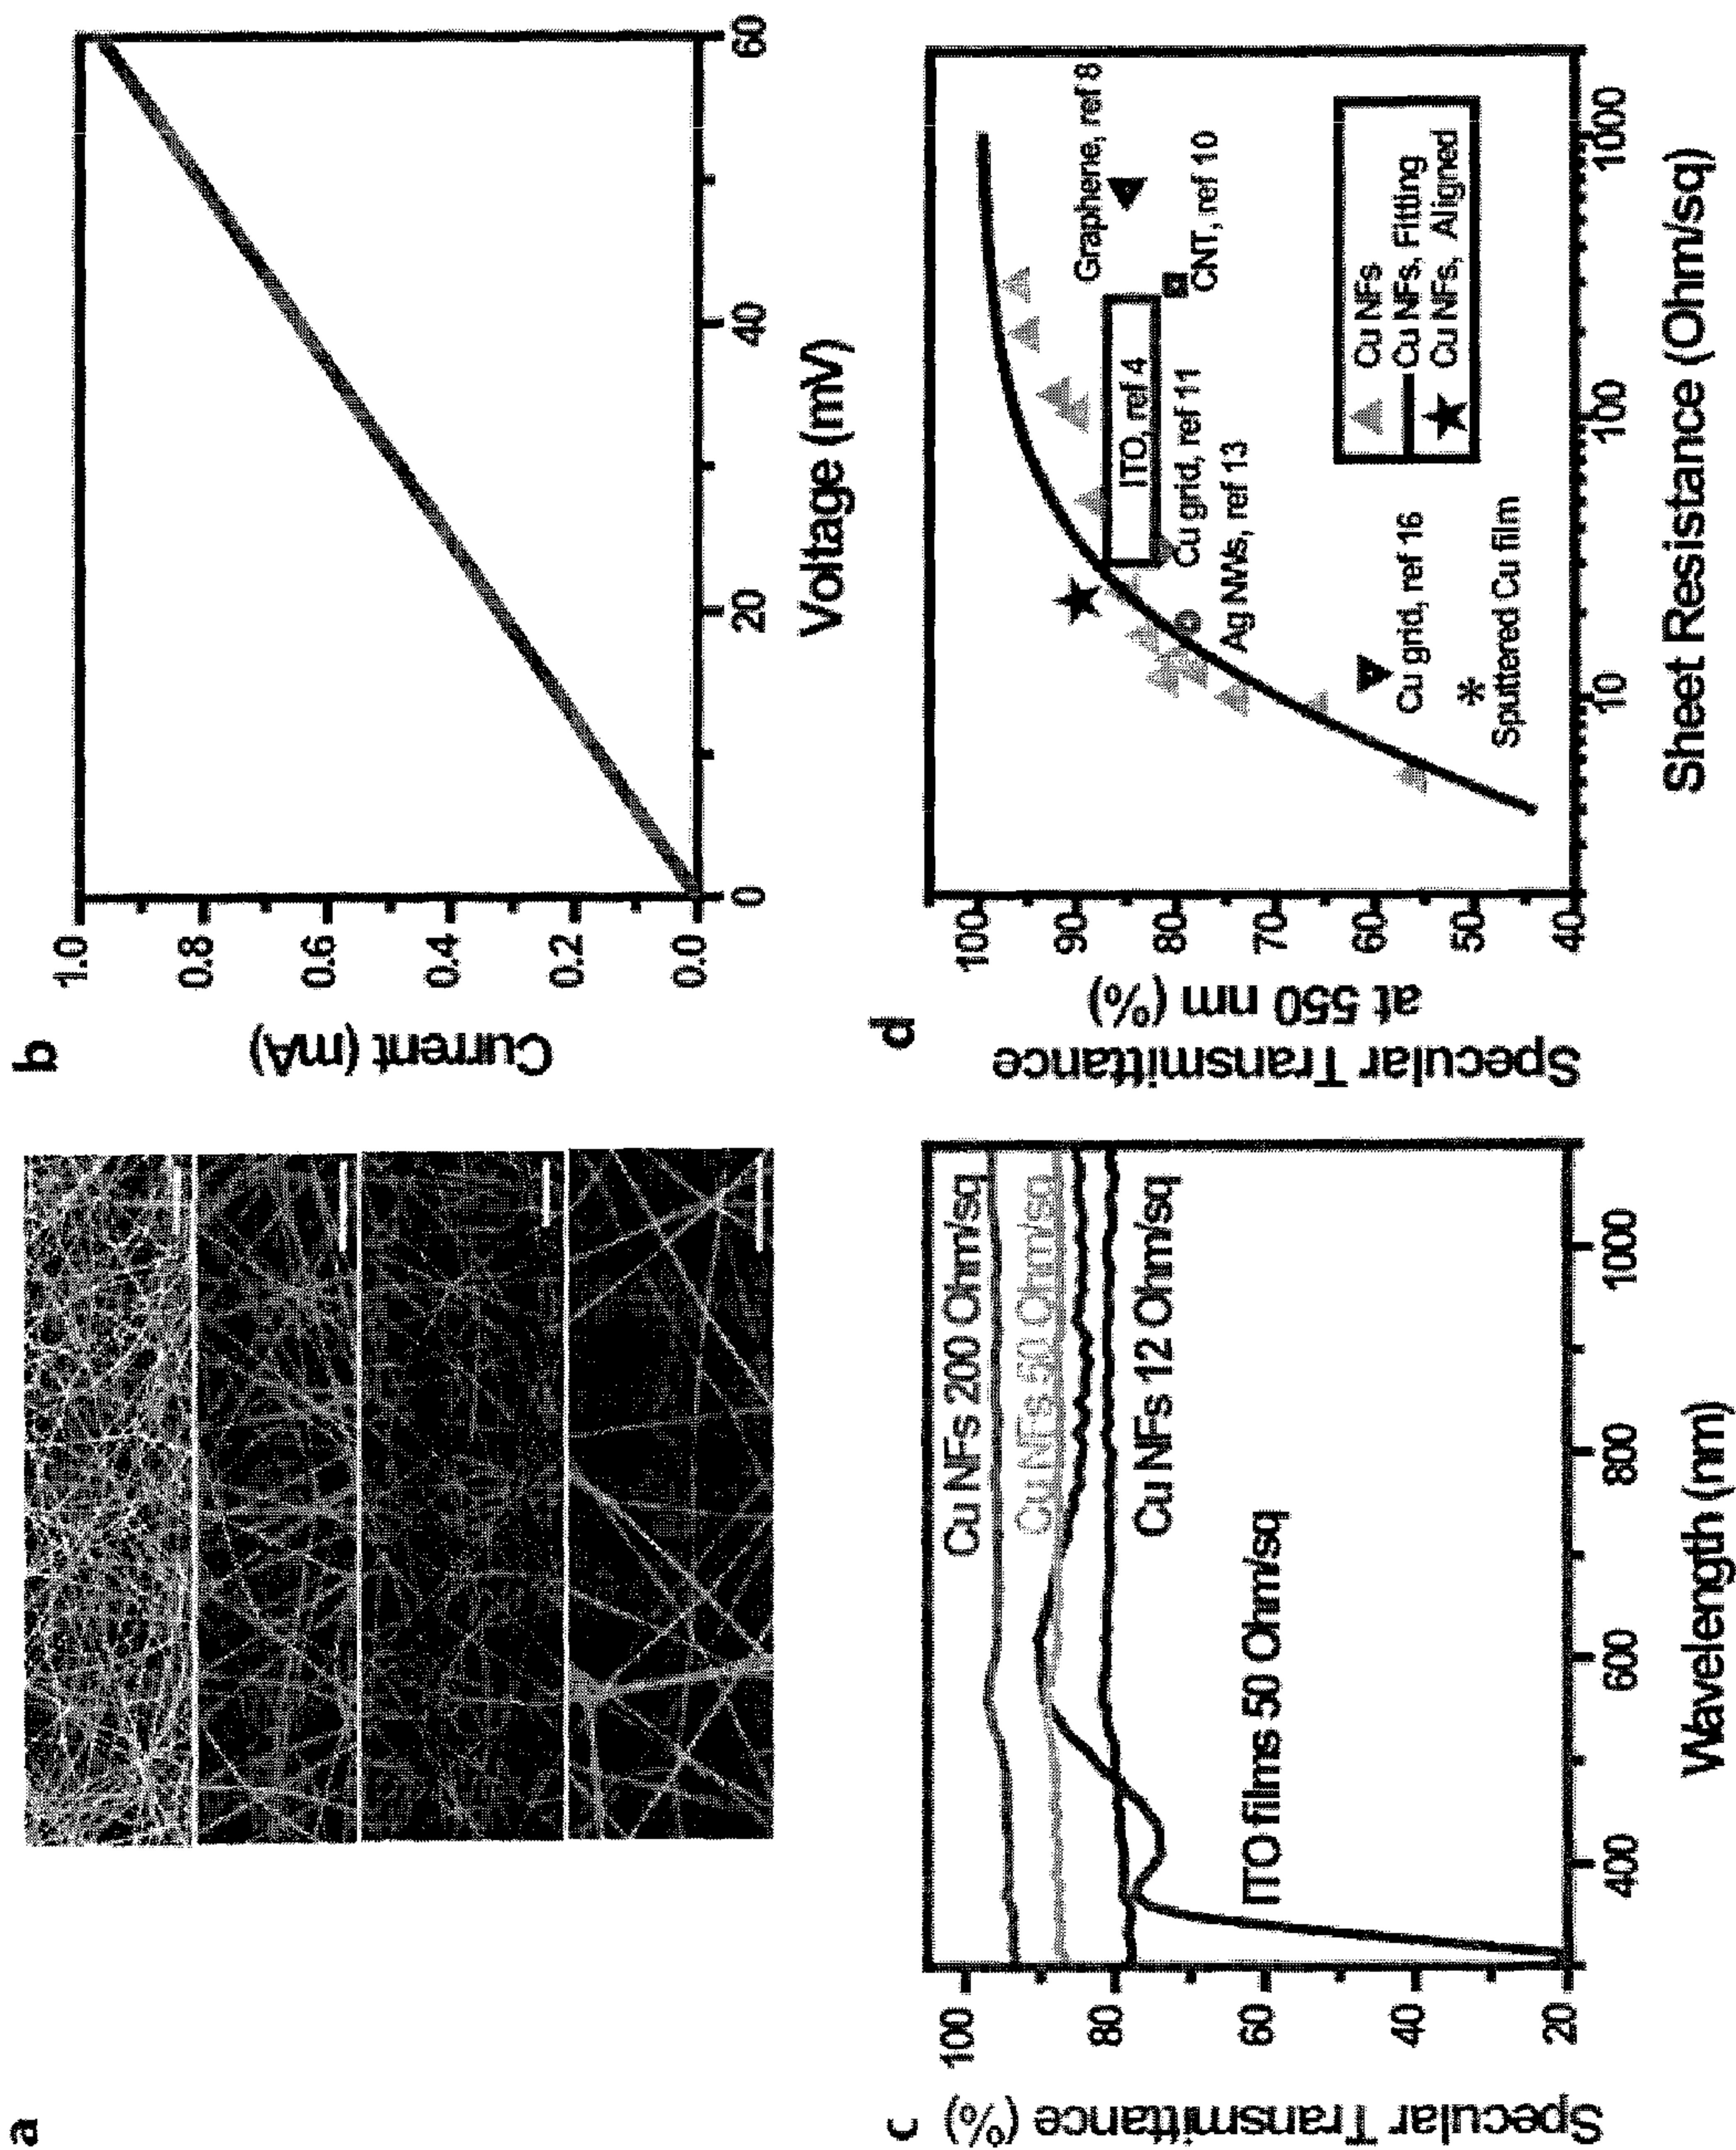 a
b
1.0
0.8
0.6
0.4
0.2
0.0
Current (mA)
0
20
40
60
Voltage (mV)
c
Specular Transmittance (%)
100
80
60
40
20
Cu NFs 200 Ohm/sq
Cu NFs 50 Ohm/sq
Cu NFs 12 Ohm/sq
ITO films 50 Ohm/sq
400
600
800
1000
Wavelength (nm)
d
Specular Transmittance
at 550 nm (%)
100
90
80
70
60
50
40
Graphene, ref 8
ITO, ref 4
CNT, ref 10
Cu grid, ref 11
Ag NWs, ref 13
Cu grid, ref 16
Sputtered Cu film
Cu NFs
Cu NFs, Fitting
Cu NFs, Aligned
10
100
1000
Sheet Resistance (Ohm/sq)